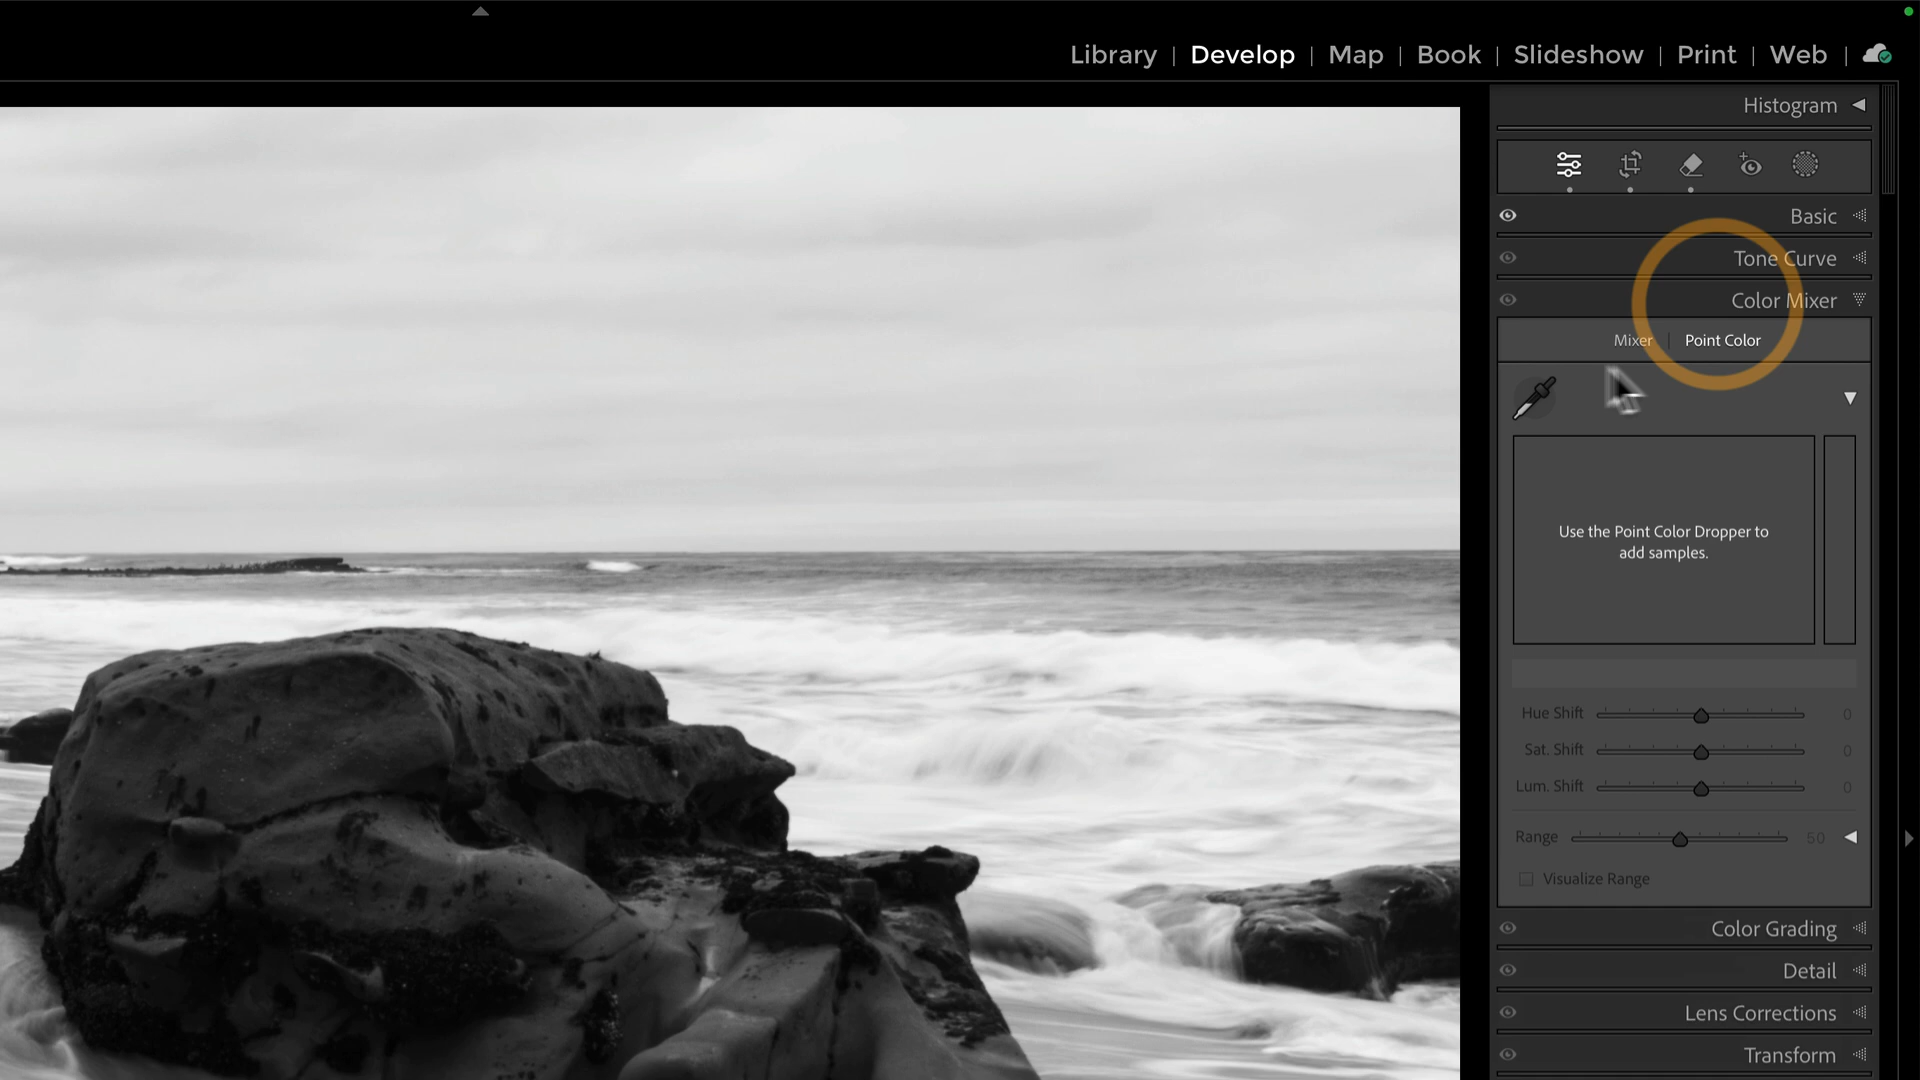 Library | Develop | Map | Book | Slideshow | Print | Web |
Histogram
Basic
Tone Curve
Color Mixer
Mixer | Point Color
Use the Point Color Dropper to
add samples.
Hue Shift 0
Sat. Shift 0
Lum. Shift 0
Range 50
Visualize Range
Color Grading
Detail
Lens Corrections
Transform